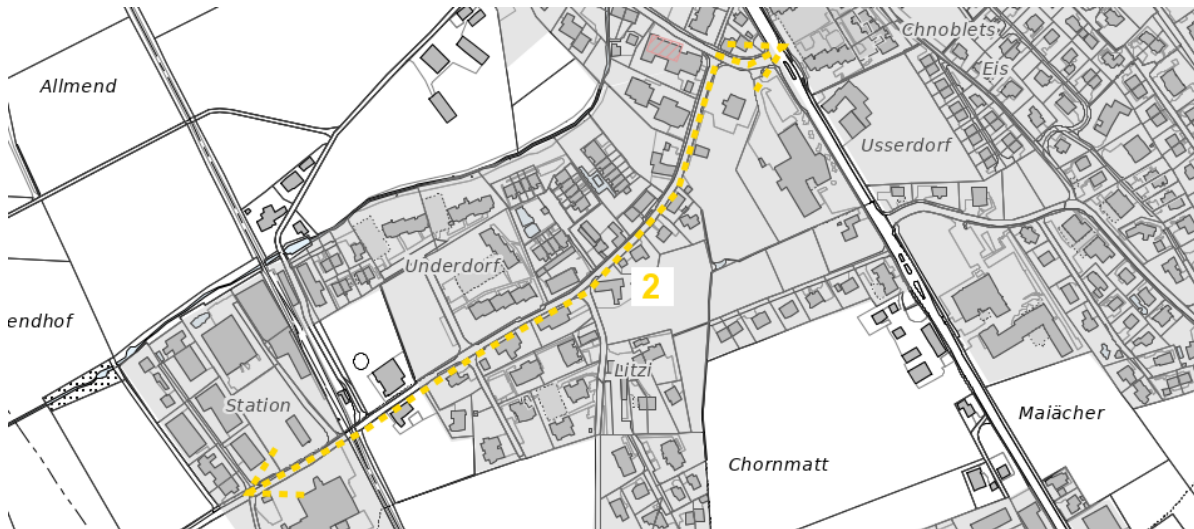 Chnoblets
Allmend
Eis
Usserdorf
Underdorf
2
endhof
Litzi
Station
Maiächer
Chornmatt